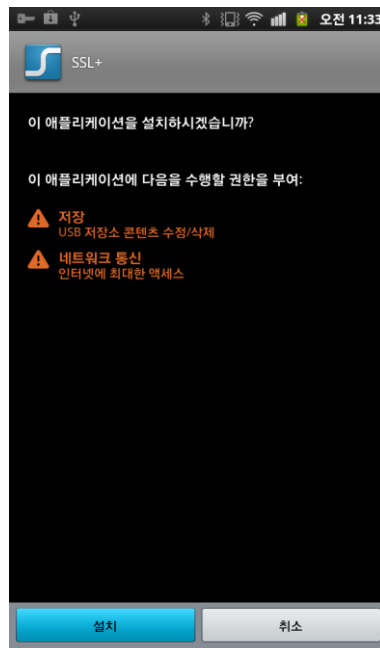 오전 11:33
SSL+
이 애플리케이션을 설치하시겠습니까?
이 애플리케이션에 다음을 수행할 권한을 부여:
저장
USB 저장소 콘텐츠 수정/삭제
네트워크 통신
인터넷에 최대한 액세스
설치
취소